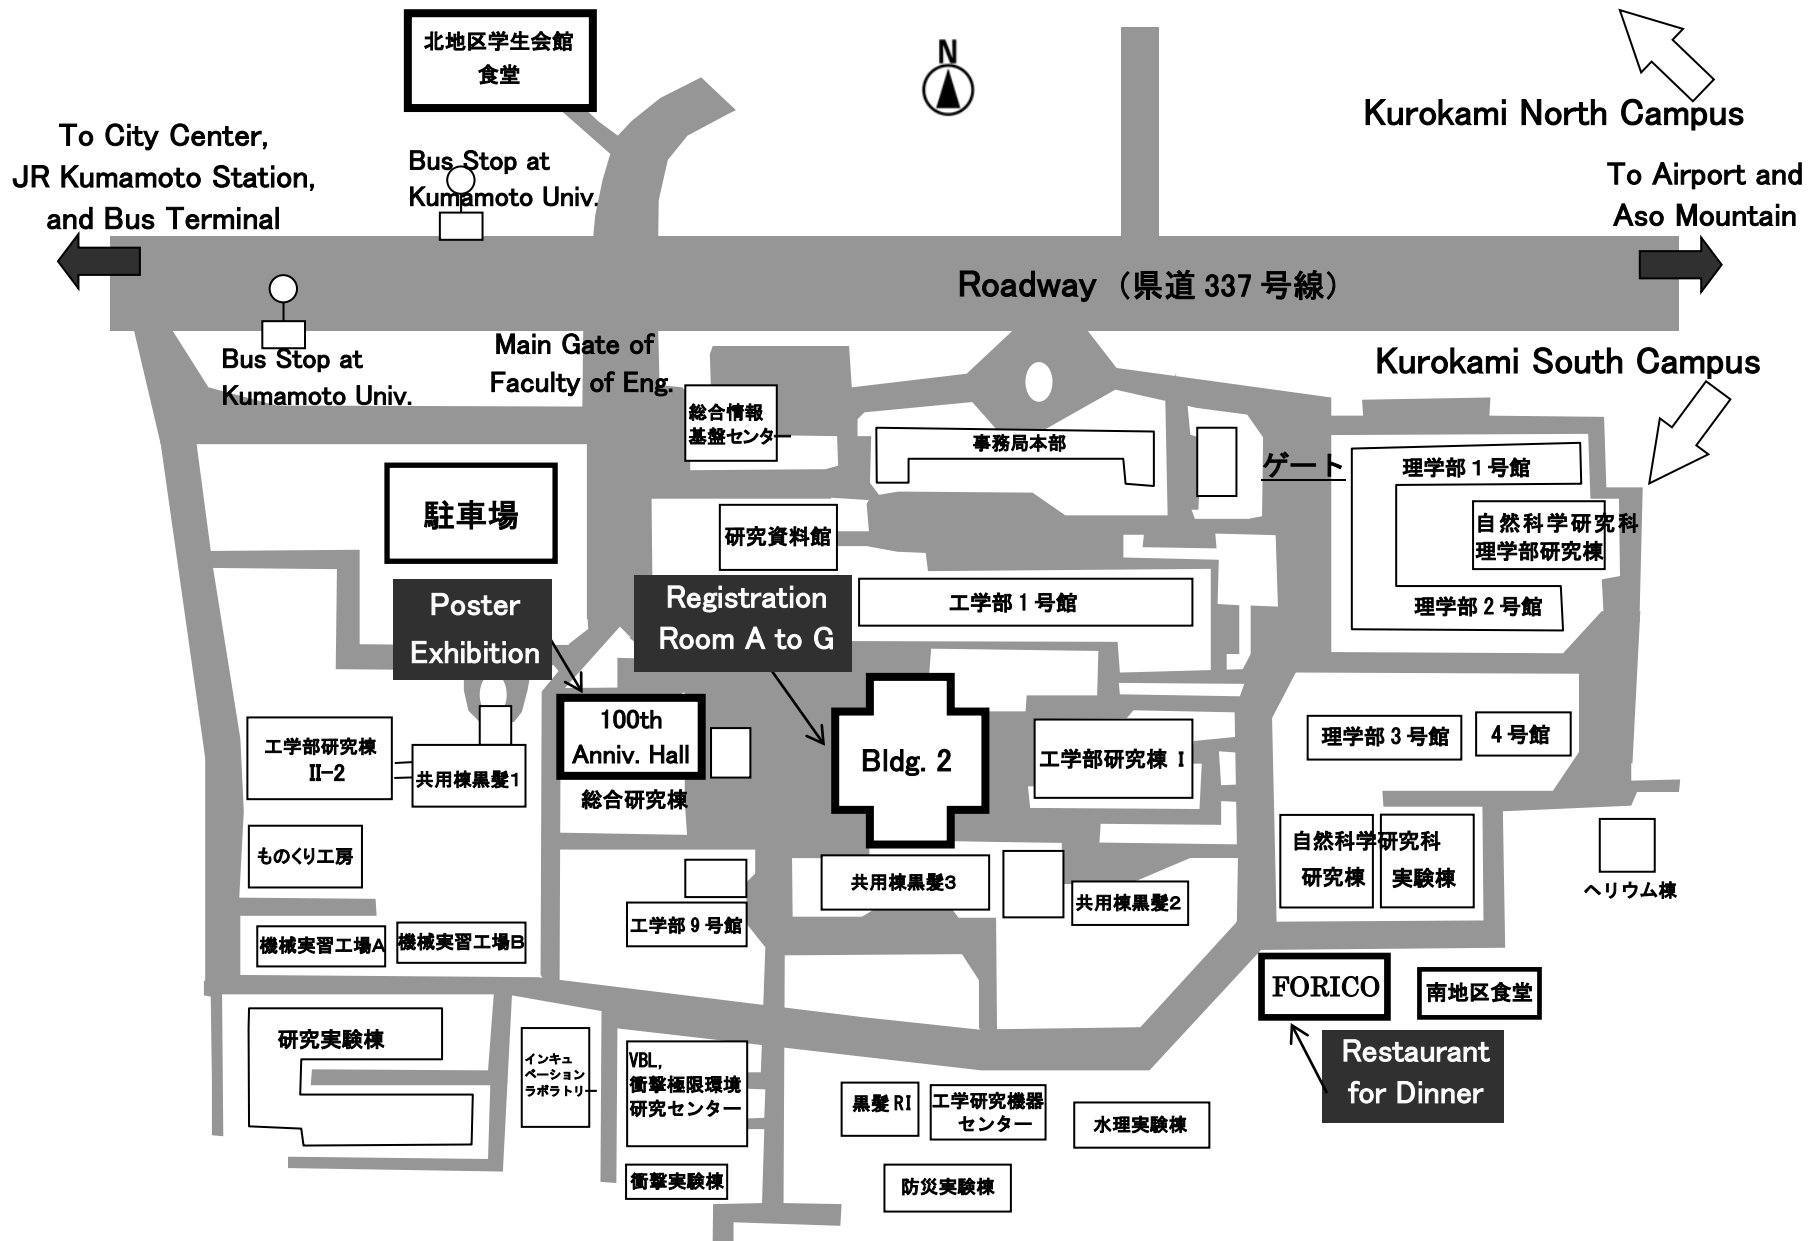 北地区学生会館
食堂
N
Kurokami North Campus
To City Center,
JR Kumamoto Station,
and Bus Terminal
Bus Stop at
Kumamoto Univ.
To Airport and
Aso Mountain
Roadway（県道 337 号線）
Bus Stop at
Kumamoto Univ.
Main Gate of
Faculty of Eng.
Kurokami South Campus
総合情報
基盤センター
事務局本部
ゲート
理学部 1 号館
駐車場
研究資料館
自然科学研究科
理学部研究棟
Poster
Exhibition
Registration
Room A to G
工学部 1 号館
理学部 2 号館
100th
Anniv. Hall
総合研究棟
Bldg. 2
工学部研究棟 I
理学部 3 号館
4 号館
工学部研究棟
II-2
共用棟黒髪1
ものくり工房
共用棟黒髪3
共用棟黒髪2
自然科学研究科
研究棟
実験棟
ヘリウム棟
工学部 9 号館
機械実習工場A
機械実習工場B
FORICO
南地区食堂
Restaurant
for Dinner
研究実験棟
インキュ
ベーション
ラボラトリー
VBL,
衝撃極限環境
研究センター
衝撃実験棟
黒髪 RI
工学研究機器
センター
水理実験棟
防災実験棟